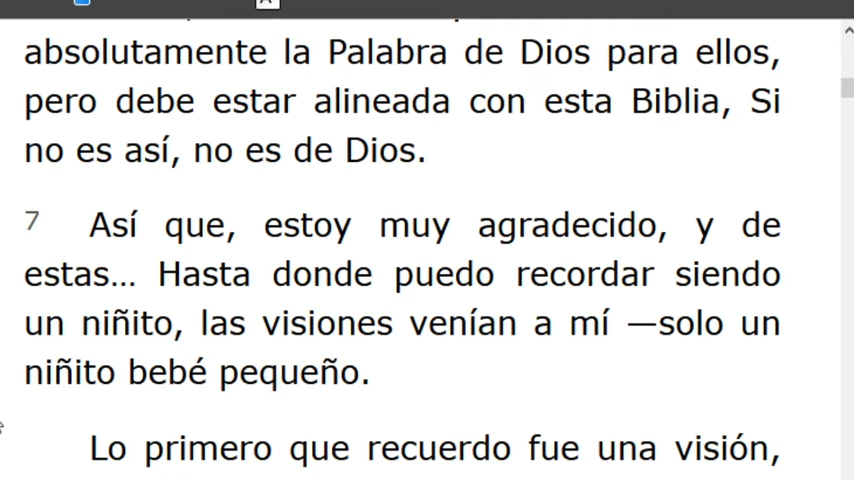 absolutamente la Palabra de Dios para ellos,
pero debe estar alineada con esta Biblia, Si
no es así, no es de Dios.
7 Así que, estoy muy agradecido, y de
estas… Hasta donde puedo recordar siendo
un niñito, las visiones venían a mí —solo un
niñito bebé pequeño.
Lo primero que recuerdo fue una visión,